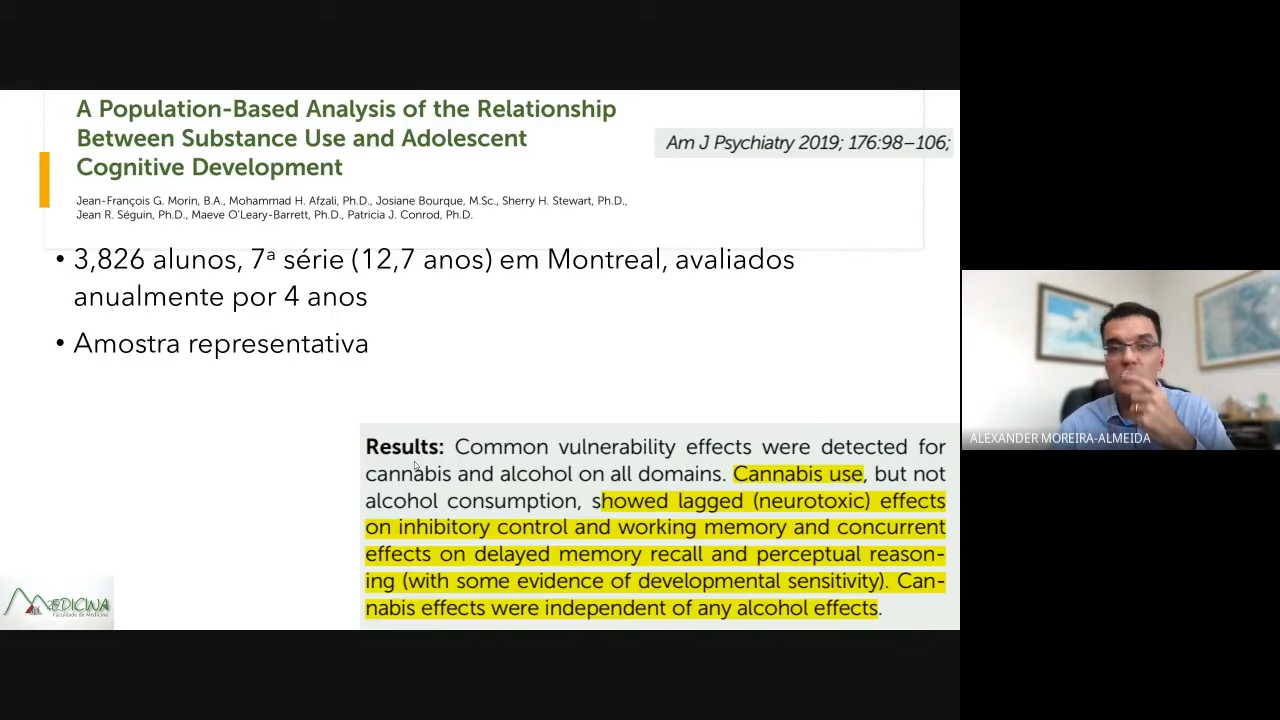 A Population-Based Analysis of the Relationship
Between Substance Use and Adolescent
Cognitive Development
Am J Psychiatry 2019; 176:98–106;
Jean-François G. Morin, B.A., Mohammad H. Afzali, Ph.D., Josiane Bourque, M.Sc., Sherry H. Stewart, Ph.D.,
Jean R. Séguin, Ph.D., Maeve O'Leary-Barrett, Ph.D., Patricia J. Conrod, Ph.D.
• 3,826 alunos, 7ª série (12,7 anos) em Montreal, avaliados
anualmente por 4 anos
• Amostra representativa
Results: Common vulnerability effects were detected for
cannabis and alcohol on all domains. Cannabis use, but not
alcohol consumption, showed lagged (neurotoxic) effects
on inhibitory control and working memory and concurrent
effects on delayed memory recall and perceptual reason-
ing (with some evidence of developmental sensitivity). Can-
nabis effects were independent of any alcohol effects.
MEDICINA
Faculdade de Medicina
ALEXANDER MOREIRA-ALMEIDA